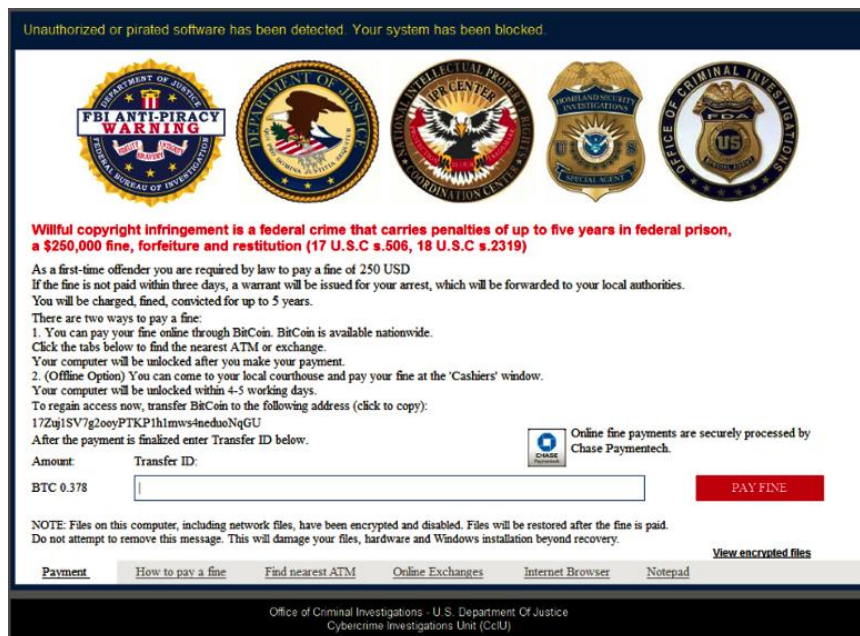 Unauthorized or pirated software has been detected. Your system has been blocked.
DEPARTMENT OF JUSTICE
FBI ANTI-PIRACY
WARNING
FIDELITY BRAVERY INTEGRITY
FEDERAL BUREAU OF INVESTIGATION
DEPARTMENT OF JUSTICE
QUI PRO DOMINA JUSTITIA SEQUITUR
NATIONAL INTELLECTUAL PROPERTY RIGHTS
IPR CENTER
COORDINATION CENTER
HOMELAND SECURITY
INVESTIGATIONS
U S
SPECIAL AGENT
OFFICE OF CRIMINAL INVESTIGATIONS
FDA
US
SPECIAL AGENT
Willful copyright infringement is a federal crime that carries penalties of up to five years in federal prison,
a $250,000 fine, forfeiture and restitution (17 U.S.C s.506, 18 U.S.C s.2319)
As a first-time offender you are required by law to pay a fine of 250 USD
If the fine is not paid within three days, a warrant will be issued for your arrest, which will be forwarded to your local authorities.
You will be charged, fined, convicted for up to 5 years.
There are two ways to pay a fine:
1. You can pay your fine online through BitCoin. BitCoin is available nationwide.
Click the tabs below to find the nearest ATM or exchange.
Your computer will be unlocked after you make your payment.
2. (Offline Option) You can come to your local courthouse and pay your fine at the 'Cashiers' window.
Your computer will be unlocked within 4-5 working days.
To regain access now, transfer BitCoin to the following address (click to copy):
17Zuj1SV7g2ooyPTKP1h1mws4neduoNqGU
After the payment is finalized enter Transfer ID below.
CHASE
Paymentech
Online fine payments are securely processed by
Chase Paymentech.
Amount: Transfer ID:
BTC 0.378
PAY FINE
NOTE: Files on this computer, including network files, have been encrypted and disabled. Files will be restored after the fine is paid.
Do not attempt to remove this message. This will damage your files, hardware and Windows installation beyond recovery.
View encrypted files
Payment How to pay a fine Find nearest ATM Online Exchanges Internet Browser Notepad
Office of Criminal Investigations - U.S. Department Of Justice
Cybercrime Investigations Unit (CcIU)